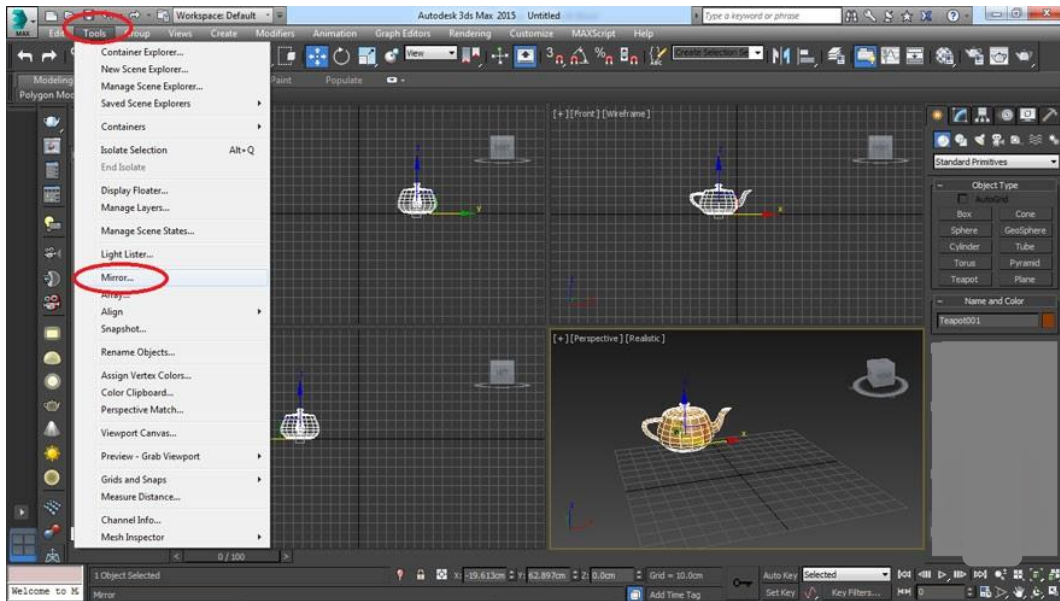 Workspace: Default
Autodesk 3ds Max 2015
Untitled
Type a keyword or phrase
MAX
Edit
Tools
Group
Views
Create
Modifiers
Animation
Graph Editors
Rendering
Customize
MAXScript
Help
View
Create Selection Se
Modeling
Paint
Populate
Polygon Mod
Container Explorer...
New Scene Explorer...
Manage Scene Explorer...
Saved Scene Explorers
Containers
Isolate Selection Alt+Q
End Isolate
Display Floater...
Manage Layers...
Manage Scene States...
Light Lister...
Mirror...
Array...
Align
Snapshot...
Rename Objects...
Assign Vertex Colors...
Color Clipboard...
Perspective Match...
Viewport Canvas...
Preview - Grab Viewport
Grids and Snaps
Measure Distance...
Channel Info...
Mesh Inspector
y
[+] [Front] [Wireframe]
x
[+] [Perspective] [Realistic]
x
Standard Primitives
Object Type
AutoGrid
Box Cone
Sphere GeoSphere
Cylinder Tube
Torus Pyramid
Teapot Plane
Name and Color
Teapot001
0 / 100
1 Object Selected
X: -19.613cm Y: 62.897cm Z: 0.0cm
Grid = 10.0cm
Auto Key
Selected
Welcome to M
Mirror
Add Time Tag
Set Key
Key Filters...
0